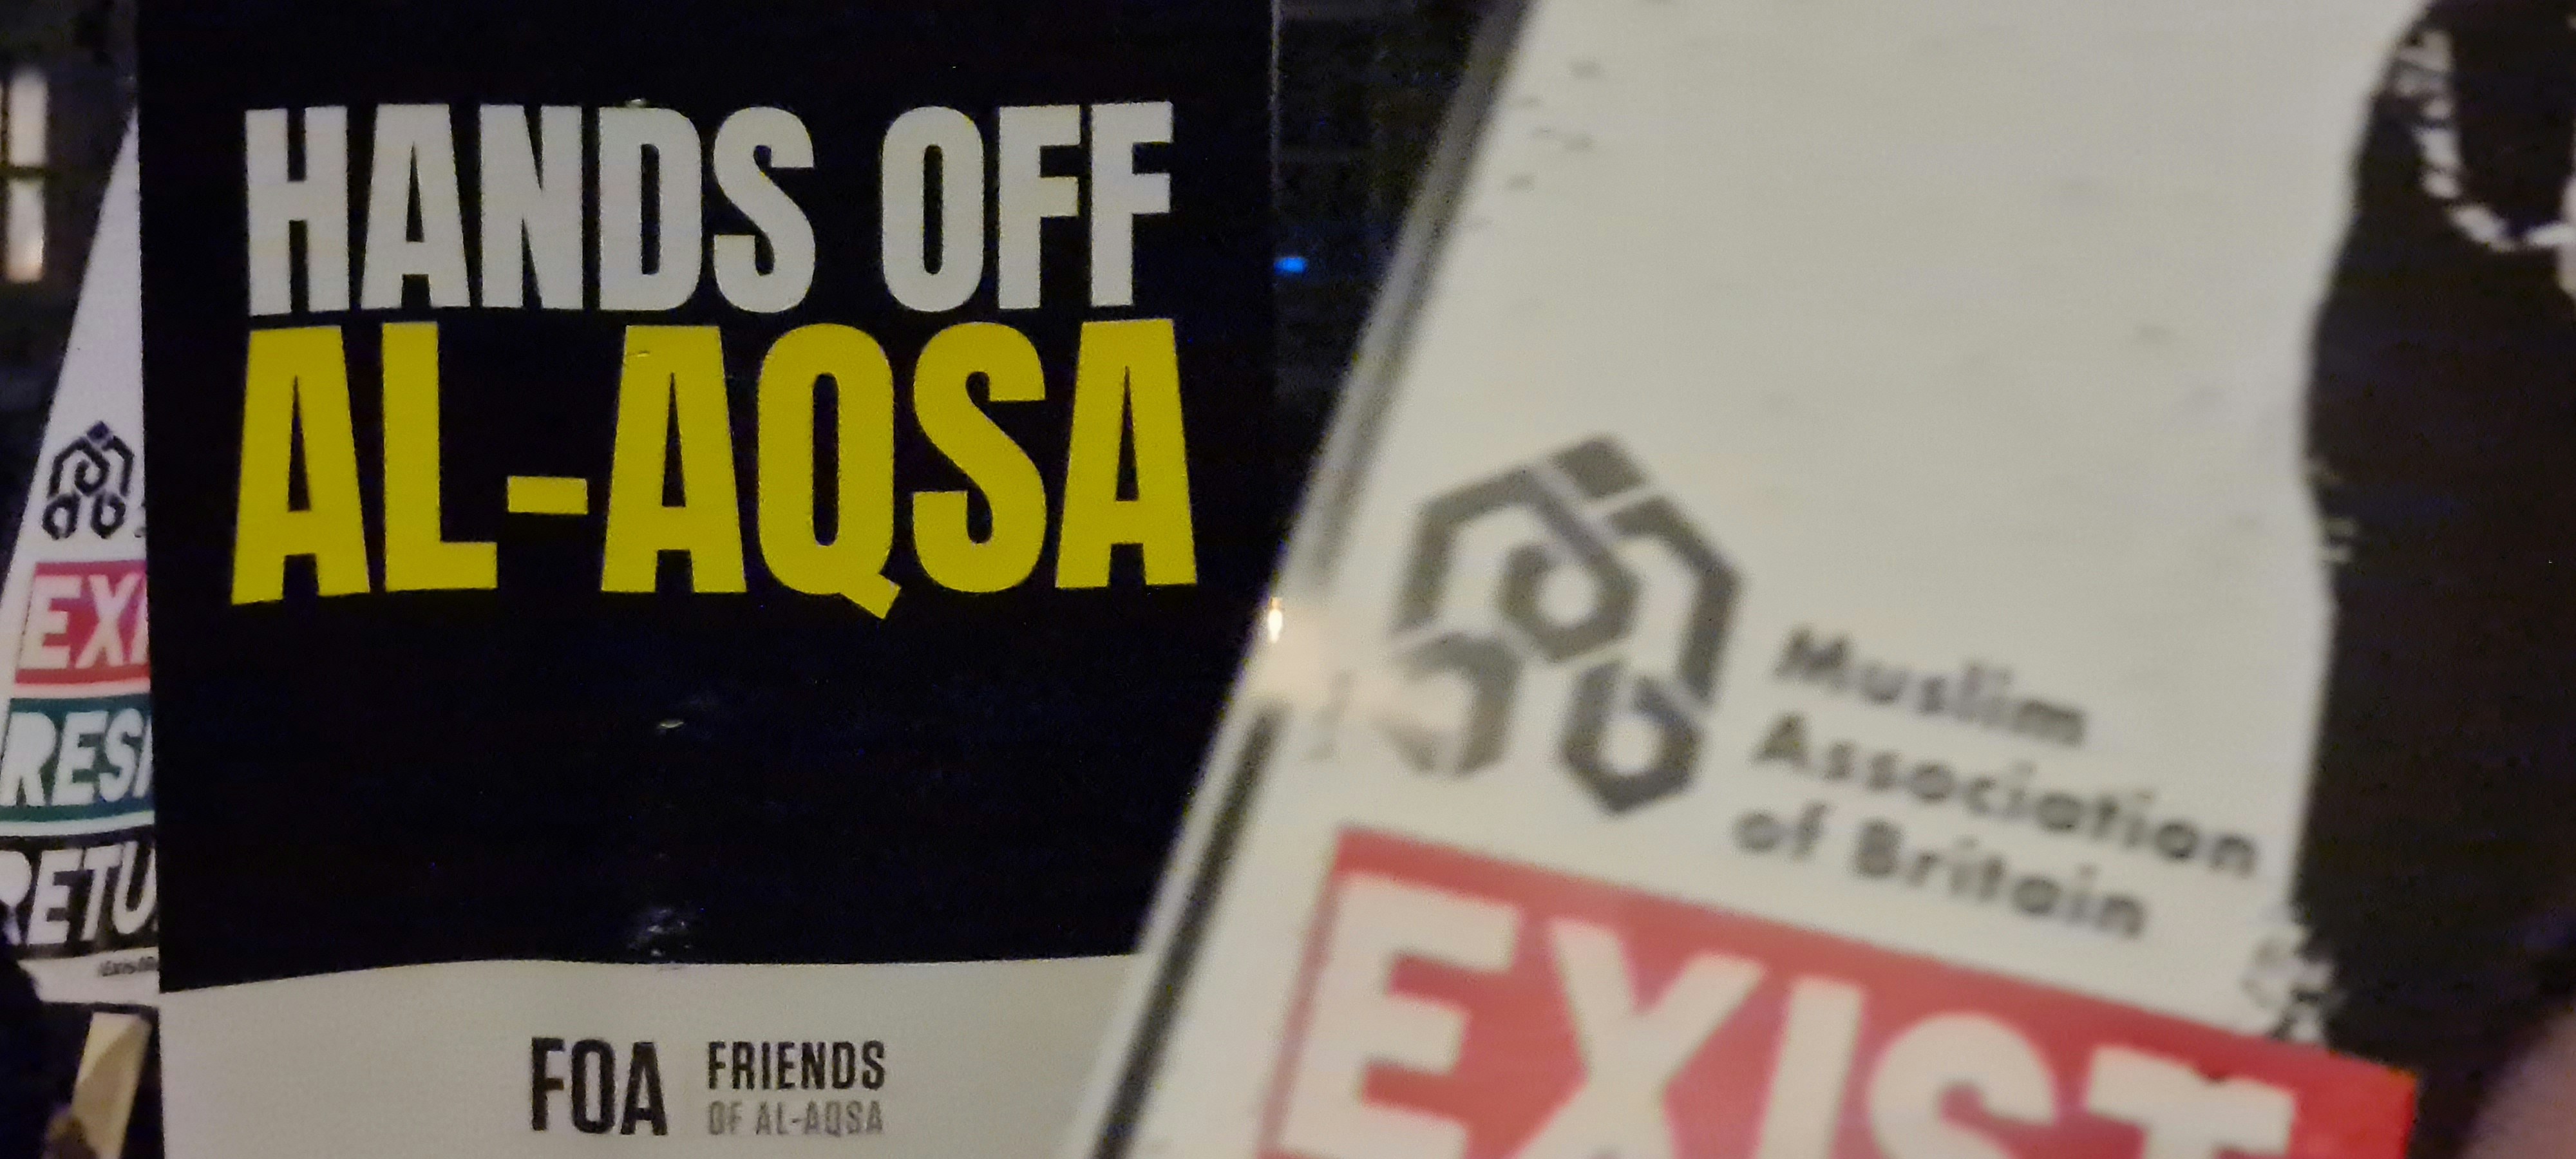 HANDS OFF
AL-AQSA
FOA
FRIENDS
OF AL-AQSA
Muslim
Association
of Britain
EXIST